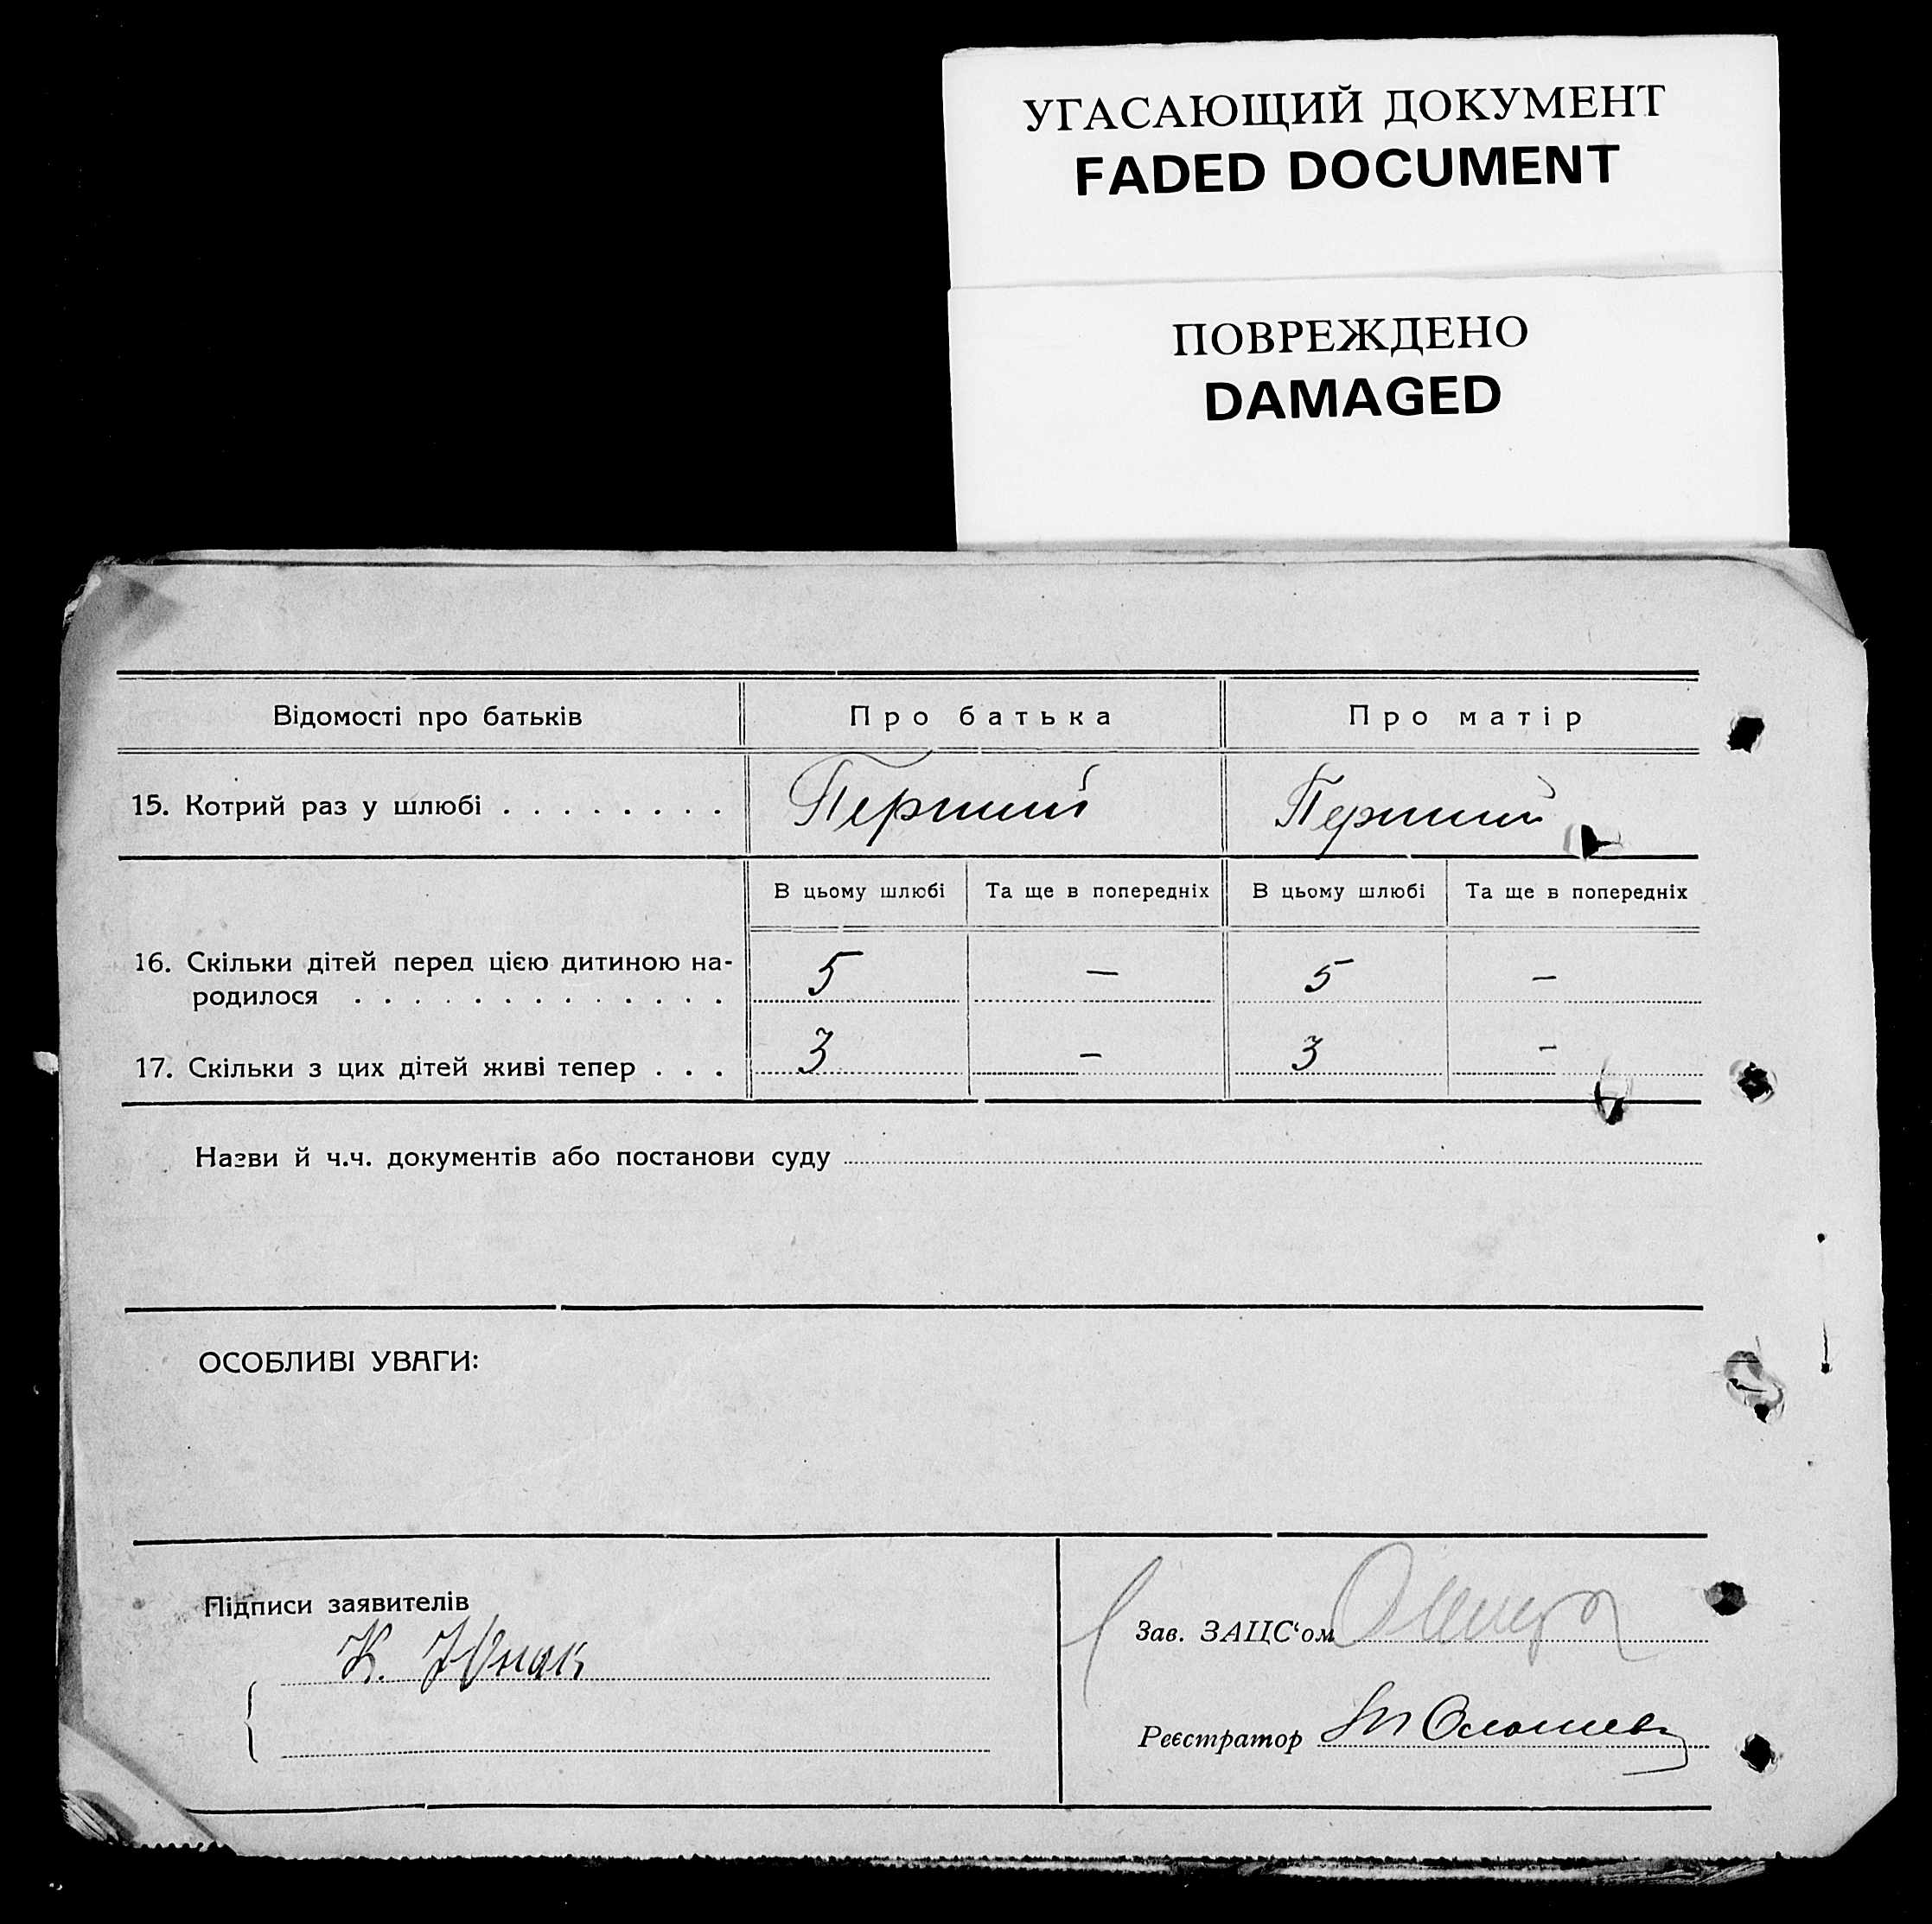 УГАСАЮЩИЙ ДОКУМЕНТ
FADED DOCUMENT
ПОВРЕЖДЕНО
DAMAGED
Відомості про батьків Про батька Про матір
15. Котрий раз у шлюбі . . . . . . . . Перший Перший
В цьому шлюбі Та ще в попередніх В цьому шлюбі Та ще в попередніх
16. Скільки дітей перед цією дитиною на-
родилося . . . . . . . . . . . . . 5 — 5 —
17. Скільки з цих дітей живі тепер . . . 3 — 3 —
Назви й ч.ч. документів або постанови суду
ОСОБЛИВІ УВАГИ:
Підписи заявителів
К. Юнак
Зав. ЗАЦС‘ом
Реєстратор